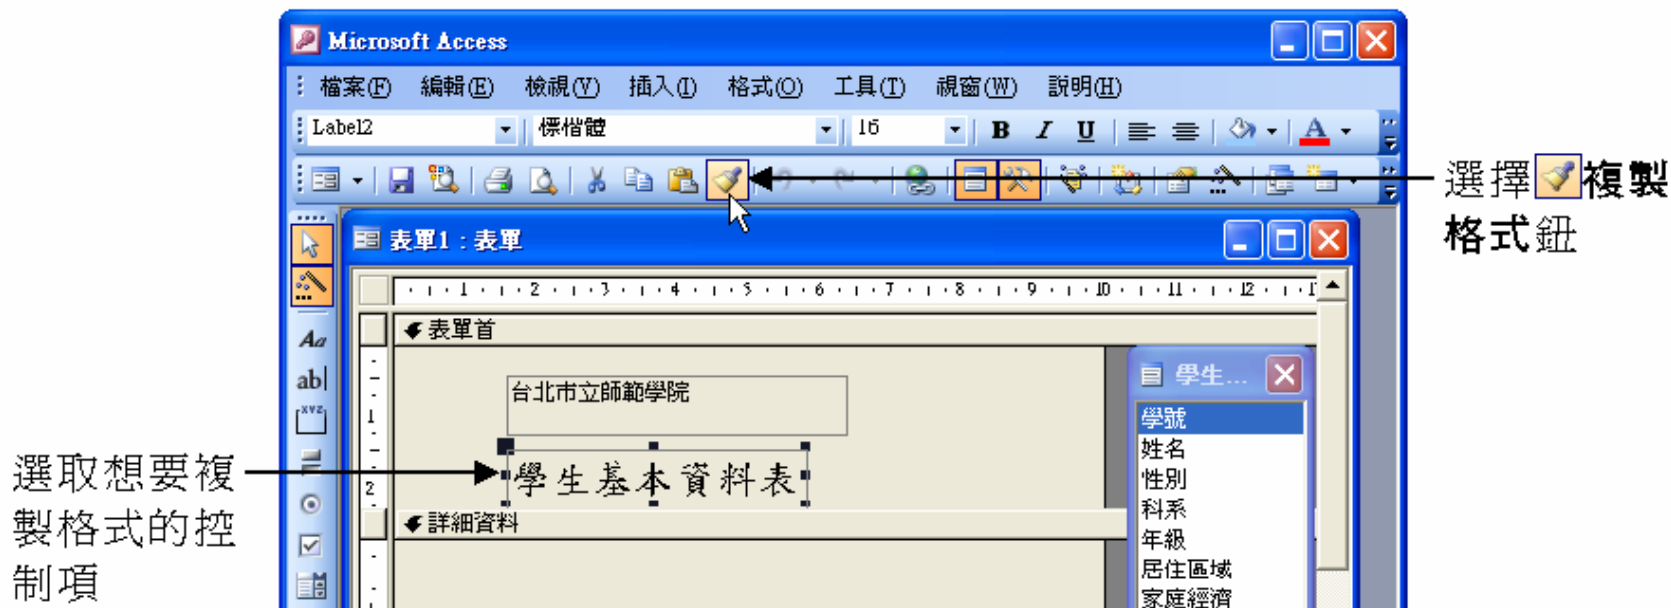 Microsoft Access
檔案(F) 編輯(E) 檢視(V) 插入(I) 格式(O) 工具(T) 視窗(W) 説明(H)
Label2 標楷體 16 B I U A
選擇 複製
格式鈕
表單1：表單
1 2 3 4 5 6 7 8 9 10 11 12
Aa
表單首
ab|
XYZ
學生...
台北市立師範學院
學號
1
姓名
選取想要複
製格式的控
制項
學生基本資料表
性別
2
科系
詳細資料
年級
居住區域
家庭經濟